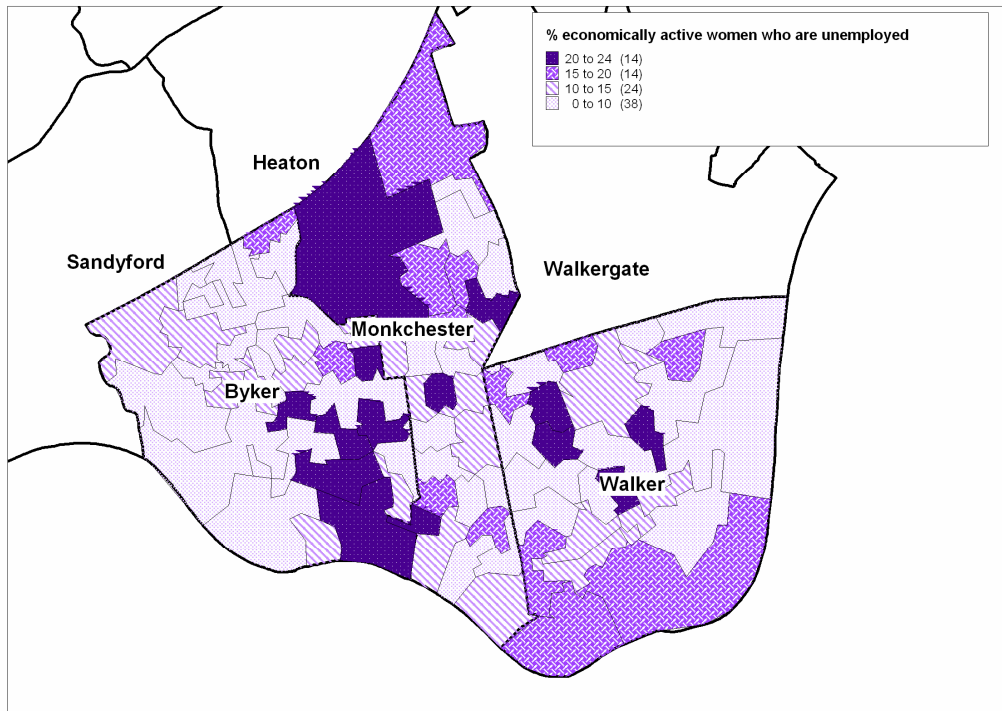 % economically active women who are unemployed
20 to 24 (14)
15 to 20 (14)
10 to 15 (24)
0 to 10 (38)
Heaton
Sandyford
Walkergate
Monkchester
Byker
Walker